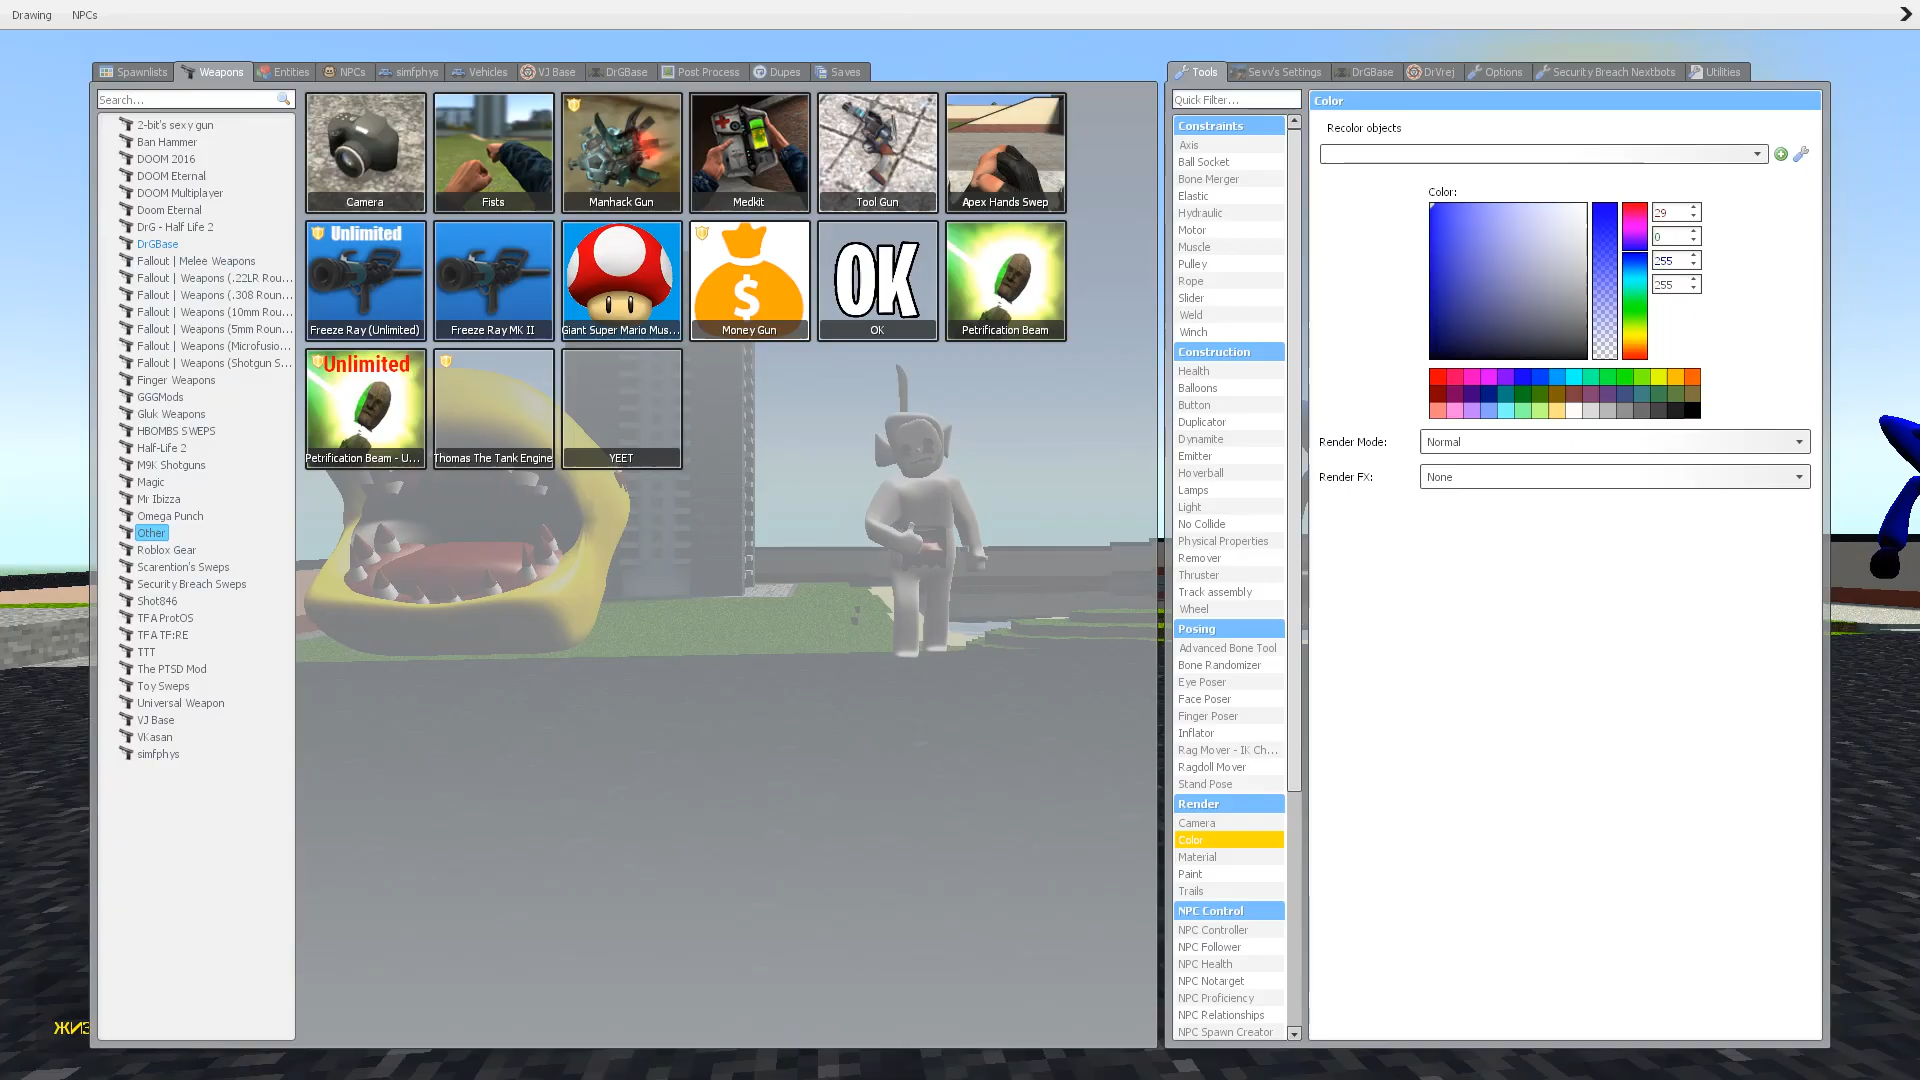 Drawing NPCs
Spawnlists Weapons Entities NPCs simfphys Vehicles VJ Base DrGBase Post Process Dupes Saves
Search...
2-bit's sexy gun
Ban Hammer
DOOM 2016
DOOM Eternal
DOOM Multiplayer
Doom Eternal
DrG - Half Life 2
DrGBase
Fallout | Melee Weapons
Fallout | Weapons (.22LR Rou...
Fallout | Weapons (.308 Roun...
Fallout | Weapons (10mm Roun...
Fallout | Weapons (5mm Roun...
Fallout | Weapons (Microfusio...
Fallout | Weapons (Shotgun S...
Finger Weapons
GGGMods
Gluk Weapons
HBOMBS SWEPS
Half-Life 2
M9K Shotguns
Magic
Mr Ibizza
Omega Punch
Other
Roblox Gear
Scarention's Sweps
Security Breach Sweps
Shot846
TFA ProtOS
TFA TF:RE
TTT
The PTSD Mod
Toy Sweps
Universal Weapon
VJ Base
VKasan
simfphys
Camera
Fists
Manhack Gun
Medkit
Tool Gun
Apex Hands Swep
Unlimited
Freeze Ray (Unlimited)
Freeze Ray MK II
Giant Super Mario Mus...
$
Money Gun
OK
OK
Petrification Beam
Unlimited
Petrification Beam - U...
Thomas The Tank Engine
YEET
ЖИЗ
Tools Sevv's Settings DrGBase DrVrej Options Security Breach Nextbots Utilities
Quick Filter...
Constraints
Axis
Ball Socket
Bone Merger
Elastic
Hydraulic
Motor
Muscle
Pulley
Rope
Slider
Weld
Winch
Construction
Health
Balloons
Button
Duplicator
Dynamite
Emitter
Hoverball
Lamps
Light
No Collide
Physical Properties
Remover
Thruster
Track assembly
Wheel
Posing
Advanced Bone Tool
Bone Randomizer
Eye Poser
Face Poser
Finger Poser
Inflator
Rag Mover - IK Ch...
Ragdoll Mover
Stand Pose
Render
Camera
Color
Material
Paint
Trails
NPC Control
NPC Controller
NPC Follower
NPC Health
NPC Notarget
NPC Proficiency
NPC Relationships
NPC Spawn Creator
Color
Recolor objects
Color:
29
0
255
255
Render Mode: Normal
Render FX: None